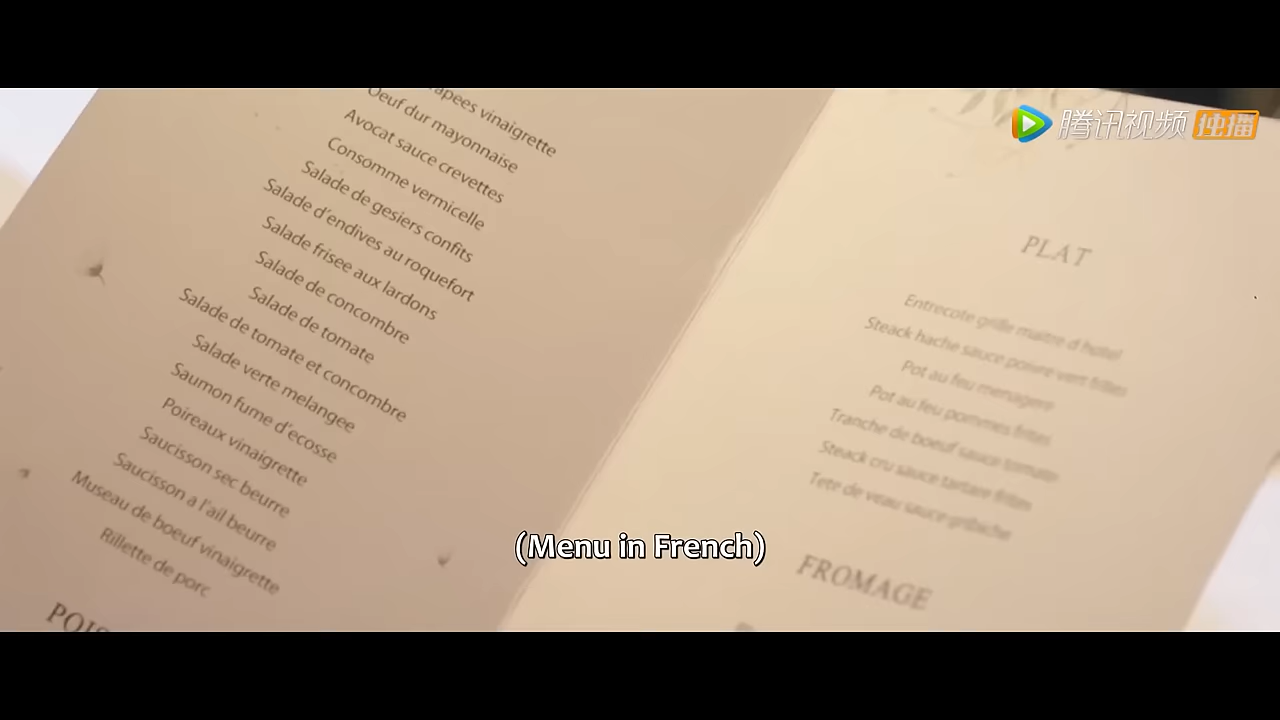 腾讯视频 独播
vinaigrette
Oeuf dur mayonnaise
Avocat sauce crevettes
Consomme vermicelle
Salade de gesiers confits
Salade d'endives au roquefort
Salade frisee aux lardons
Salade de concombre
Salade de tomate
Salade de tomate et concombre
Salade verte melangee
Saumon fume d'ecosse
Poireaux vinaigrette
Saucisson sec beurre
Saucisson a l'ail beurre
Museau de boeuf vinaigrette
Rillette de porc
PLAT
Entrecote grille maitre d hotel
Steack hache sauce poivre vert frites
Pot au feu menagere
Pot au feu pommes frites
Tranche de boeuf sauce tomate
Steack cru sauce tartare frites
Tete de veau sauce gribiche
FROMAGE
(Menu in French)